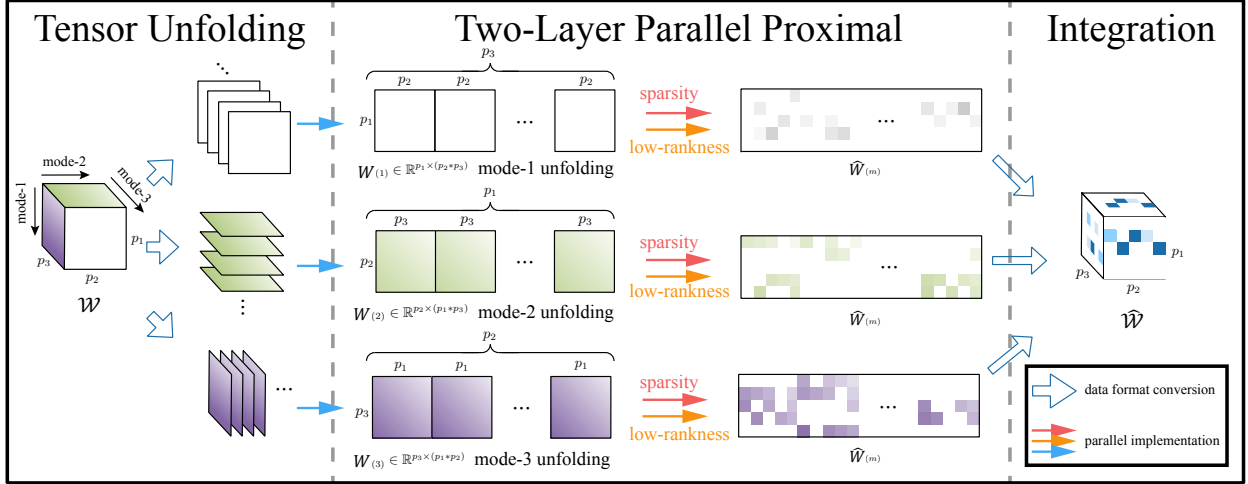 Tensor Unfolding
Two-Layer Parallel Proximal
Integration
mode-2
mode-1
mode-3
p₁
p₃
p₂
𝒲
⋯
⋮
⋯
p₃
p₂ p₂ p₂
p₁
⋯
W₍₁₎ ∈ ℝ^{p₁×(p₂*p₃)} mode-1 unfolding
sparsity
low-rankness
⋯
Ŵ₍ₘ₎
p₁
p₃ p₃ p₃
p₂
⋯
W₍₂₎ ∈ ℝ^{p₂×(p₁*p₃)} mode-2 unfolding
sparsity
low-rankness
⋯
Ŵ₍ₘ₎
p₂
p₁ p₁ p₁
p₃
⋯
W₍₃₎ ∈ ℝ^{p₃×(p₁*p₂)} mode-3 unfolding
sparsity
low-rankness
⋯
Ŵ₍ₘ₎
p₁
p₃
p₂
𝒲̂
data format conversion
parallel implementation